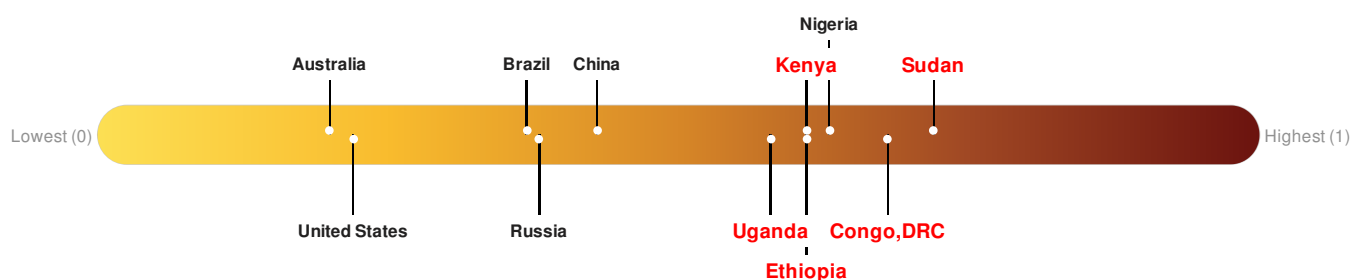 Nigeria
Australia
Brazil
China
Kenya
Sudan
Lowest (0)
Highest (1)
United States
Russia
Uganda
Congo,DRC
Ethiopia